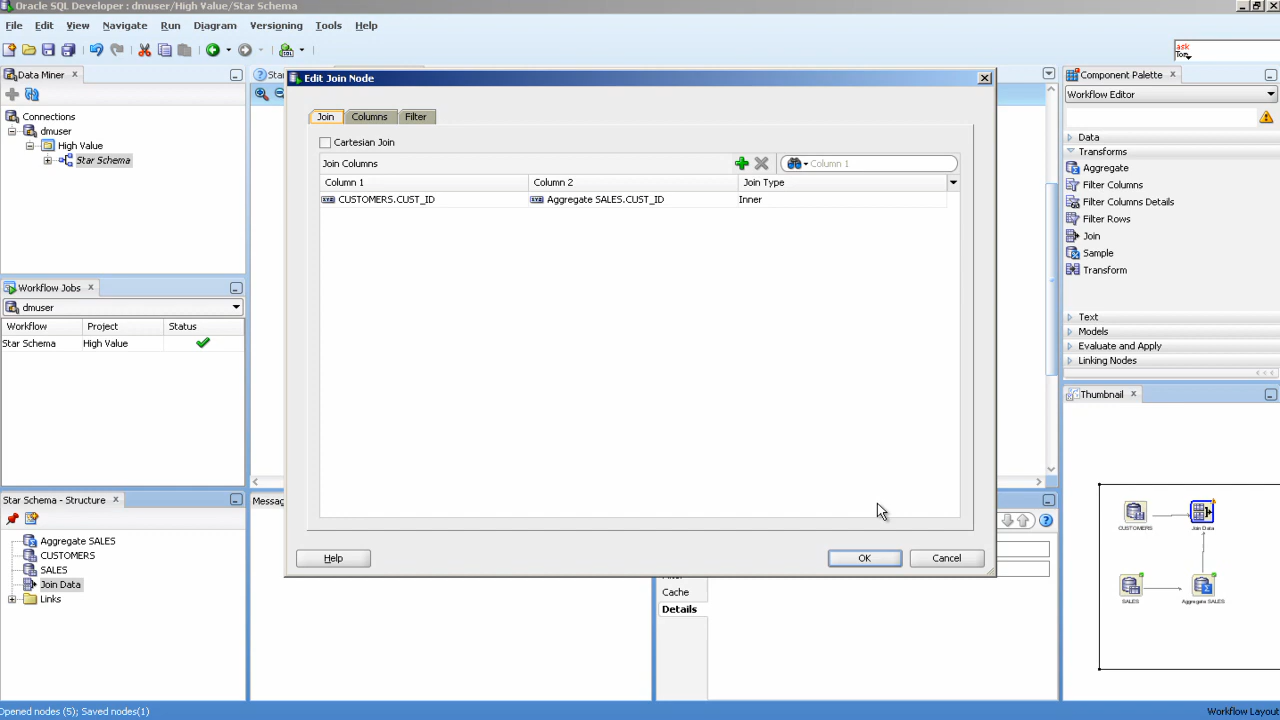 Oracle SQL Developer : dmuser/High Value/Star Schema
File Edit View Navigate Run Diagram Versioning Tools Help
ask
Tom
Data Miner
Connections
dmuser
High Value
Star Schema
Workflow Jobs
dmuser
Workflow Project Status
Star Schema High Value
Star Schema - Structure
Aggregate SALES
CUSTOMERS
SALES
Join Data
Links
Star
Edit Join Node
Join Columns Filter
Cartesian Join
Join Columns
Column 1
Column 1 Column 2 Join Type
CUSTOMERS.CUST_ID Aggregate SALES.CUST_ID Inner
Help OK Cancel
Messag
Cache
Details
Component Palette
Workflow Editor
Data
Transforms
Aggregate
Filter Columns
Filter Columns Details
Filter Rows
Join
Sample
Transform
Text
Models
Evaluate and Apply
Linking Nodes
Thumbnail
CUSTOMERS Join Data
SALES Aggregate SALES
Opened nodes (5); Saved nodes(1)
Workflow Layout